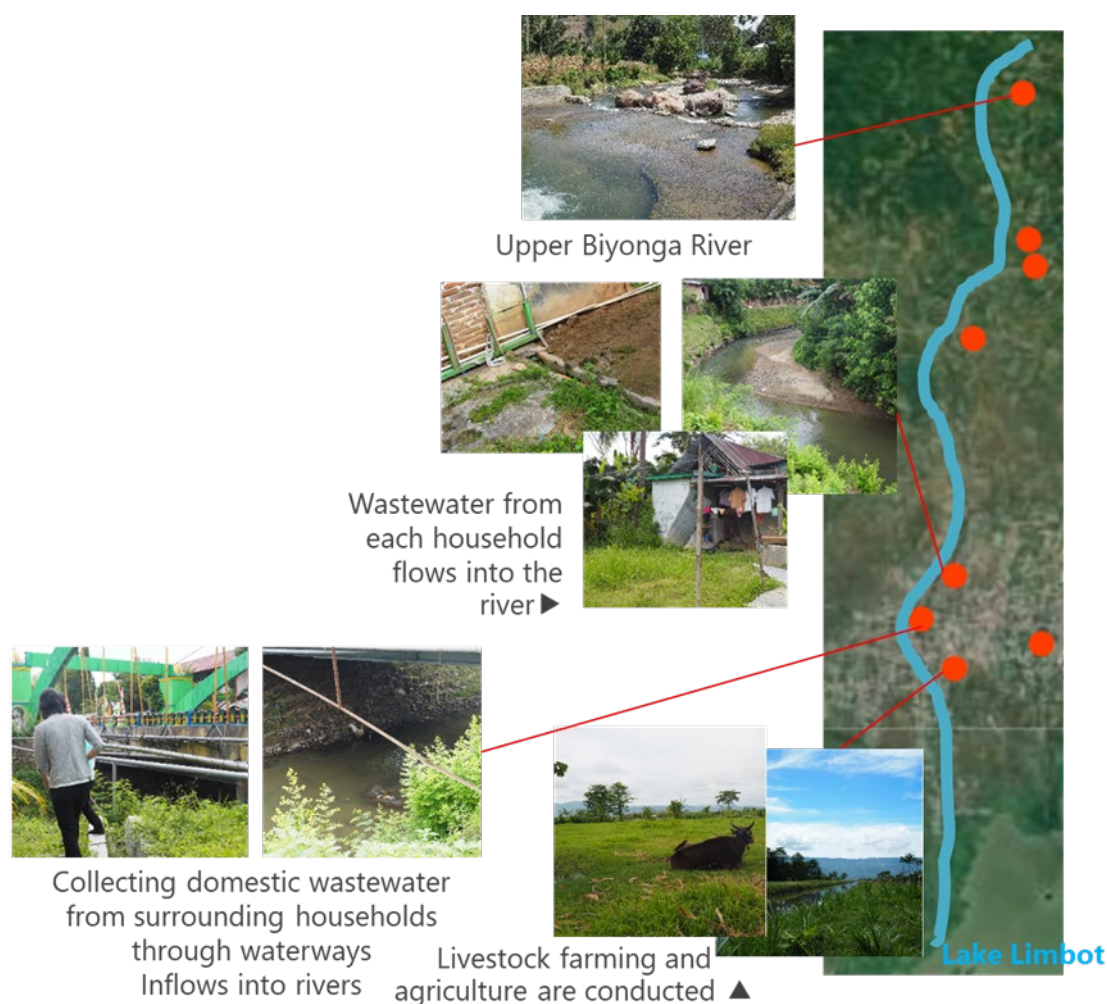 Upper Biyonga River
Wastewater from
each household
flows into the
river ▶
Collecting domestic wastewater
from surrounding households
through waterways
Inflows into rivers
Livestock farming and
agriculture are conducted ▲
Lake Limbot